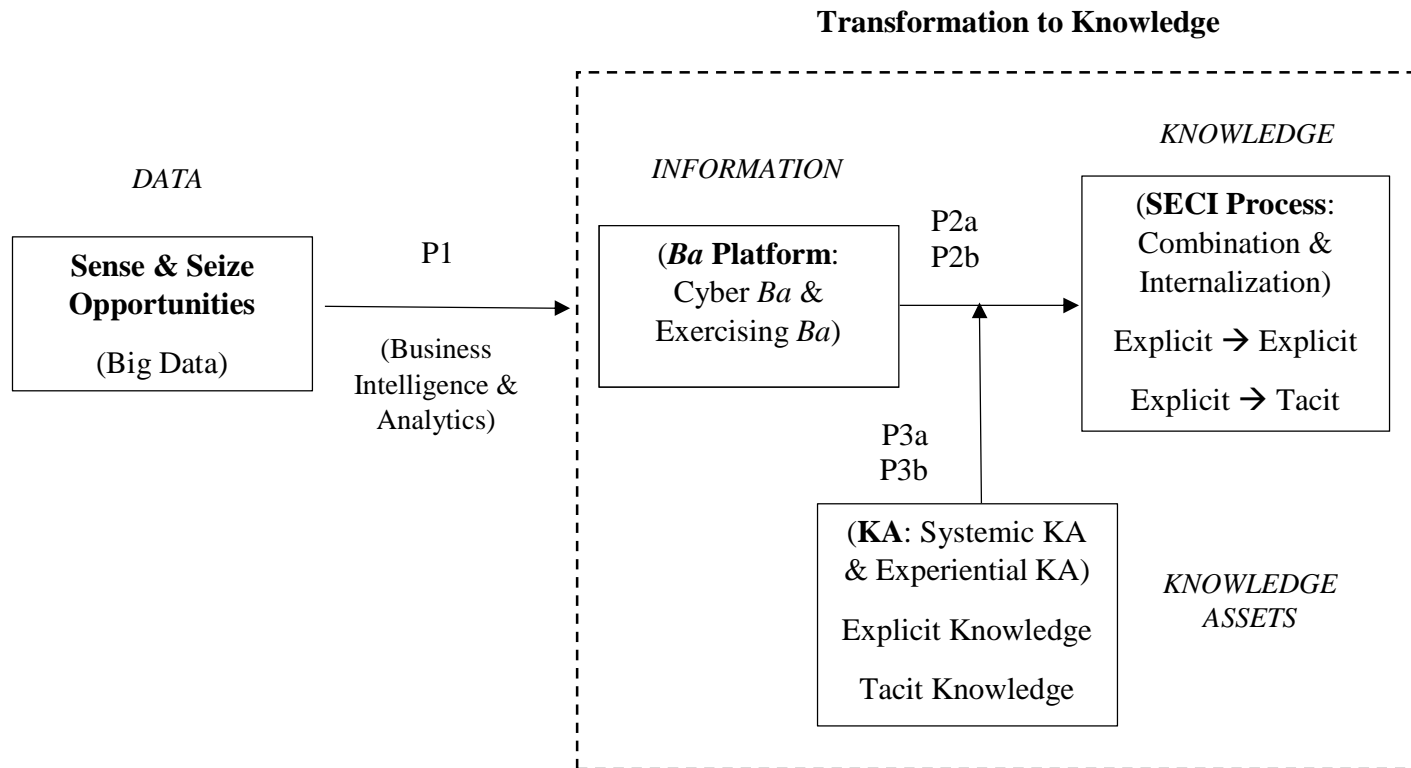 Transformation to Knowledge
DATA
Sense & Seize
Opportunities
(Big Data)
P1
(Business
Intelligence &
Analytics)
INFORMATION
(Ba Platform:
Cyber Ba &
Exercising Ba)
P2a
P2b
KNOWLEDGE
(SECI Process:
Combination &
Internalization)
Explicit → Explicit
Explicit → Tacit
P3a
P3b
(KA: Systemic KA
& Experiential KA)
Explicit Knowledge
Tacit Knowledge
KNOWLEDGE
ASSETS